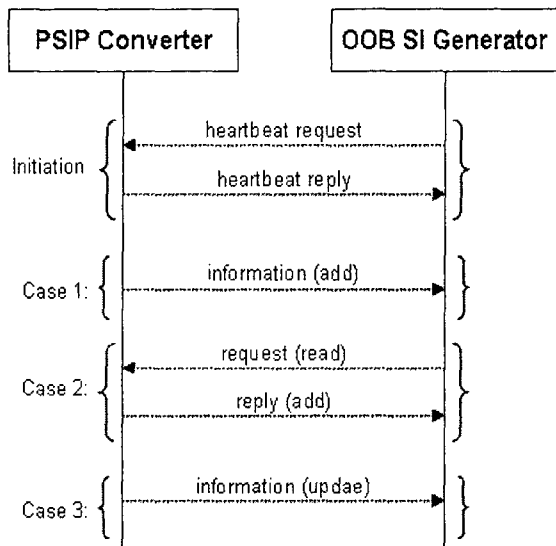 PSIP Converter
OOB SI Generator
Initiation
heartbeat request
heartbeat reply
Case 1:
information (add)
Case 2:
request (read)
reply (add)
Case 3:
information (updae)